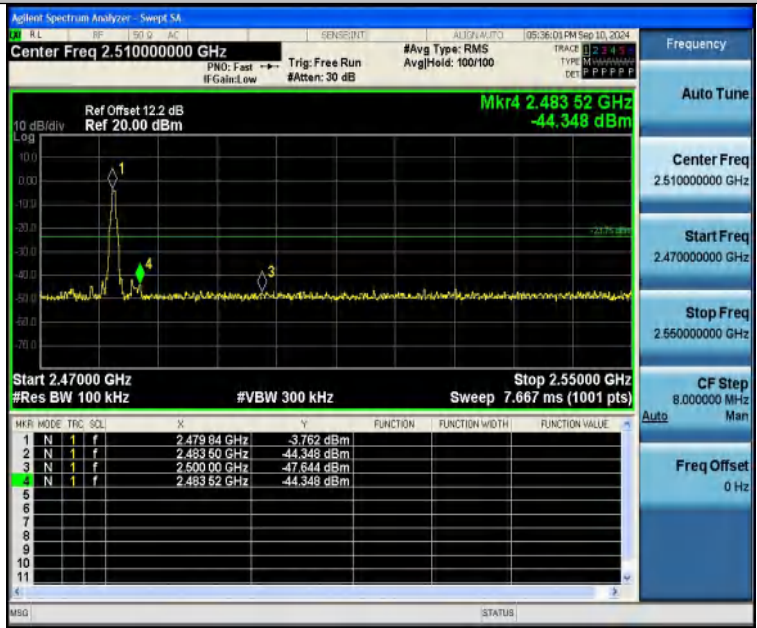 Agilent Spectrum Analyzer - Swept SA
RL RF 50 Ω AC SENSE:INT ALIGN AUTO 05:36:01 PM Sep 10, 2024
Center Freq 2.510000000 GHz
PNO: Fast
IFGain:Low
Trig: Free Run
#Atten: 30 dB
#Avg Type: RMS
Avg|Hold: 100/100
TRACE 1 2 3 4 5
TYPE M
DET P P P P P
Frequency
Auto Tune
Center Freq
2.510000000 GHz
Start Freq
2.470000000 GHz
Stop Freq
2.550000000 GHz
CF Step
8.000000 MHz
Auto Man
Freq Offset
0 Hz
Mkr4 2.483 52 GHz
-44.348 dBm
Ref Offset 12.2 dB
10 dB/div Ref 20.00 dBm
Log
10.0
0.00
-10.0
-20.0
-30.0
-40.0
-50.0
-60.0
-70.0
1
4
3
-23.75 dBm
Start 2.47000 GHz Stop 2.55000 GHz
#Res BW 100 kHz #VBW 300 kHz Sweep 7.667 ms (1001 pts)
MKR MODE TRC SCL X Y FUNCTION FUNCTION WIDTH FUNCTION VALUE
1 N 1 f 2.479 84 GHz -3.762 dBm
2 N 1 f 2.483 50 GHz -44.348 dBm
3 N 1 f 2.500 00 GHz -47.644 dBm
4 N 1 f 2.483 52 GHz -44.348 dBm
5
6
7
8
9
10
11
MSG STATUS